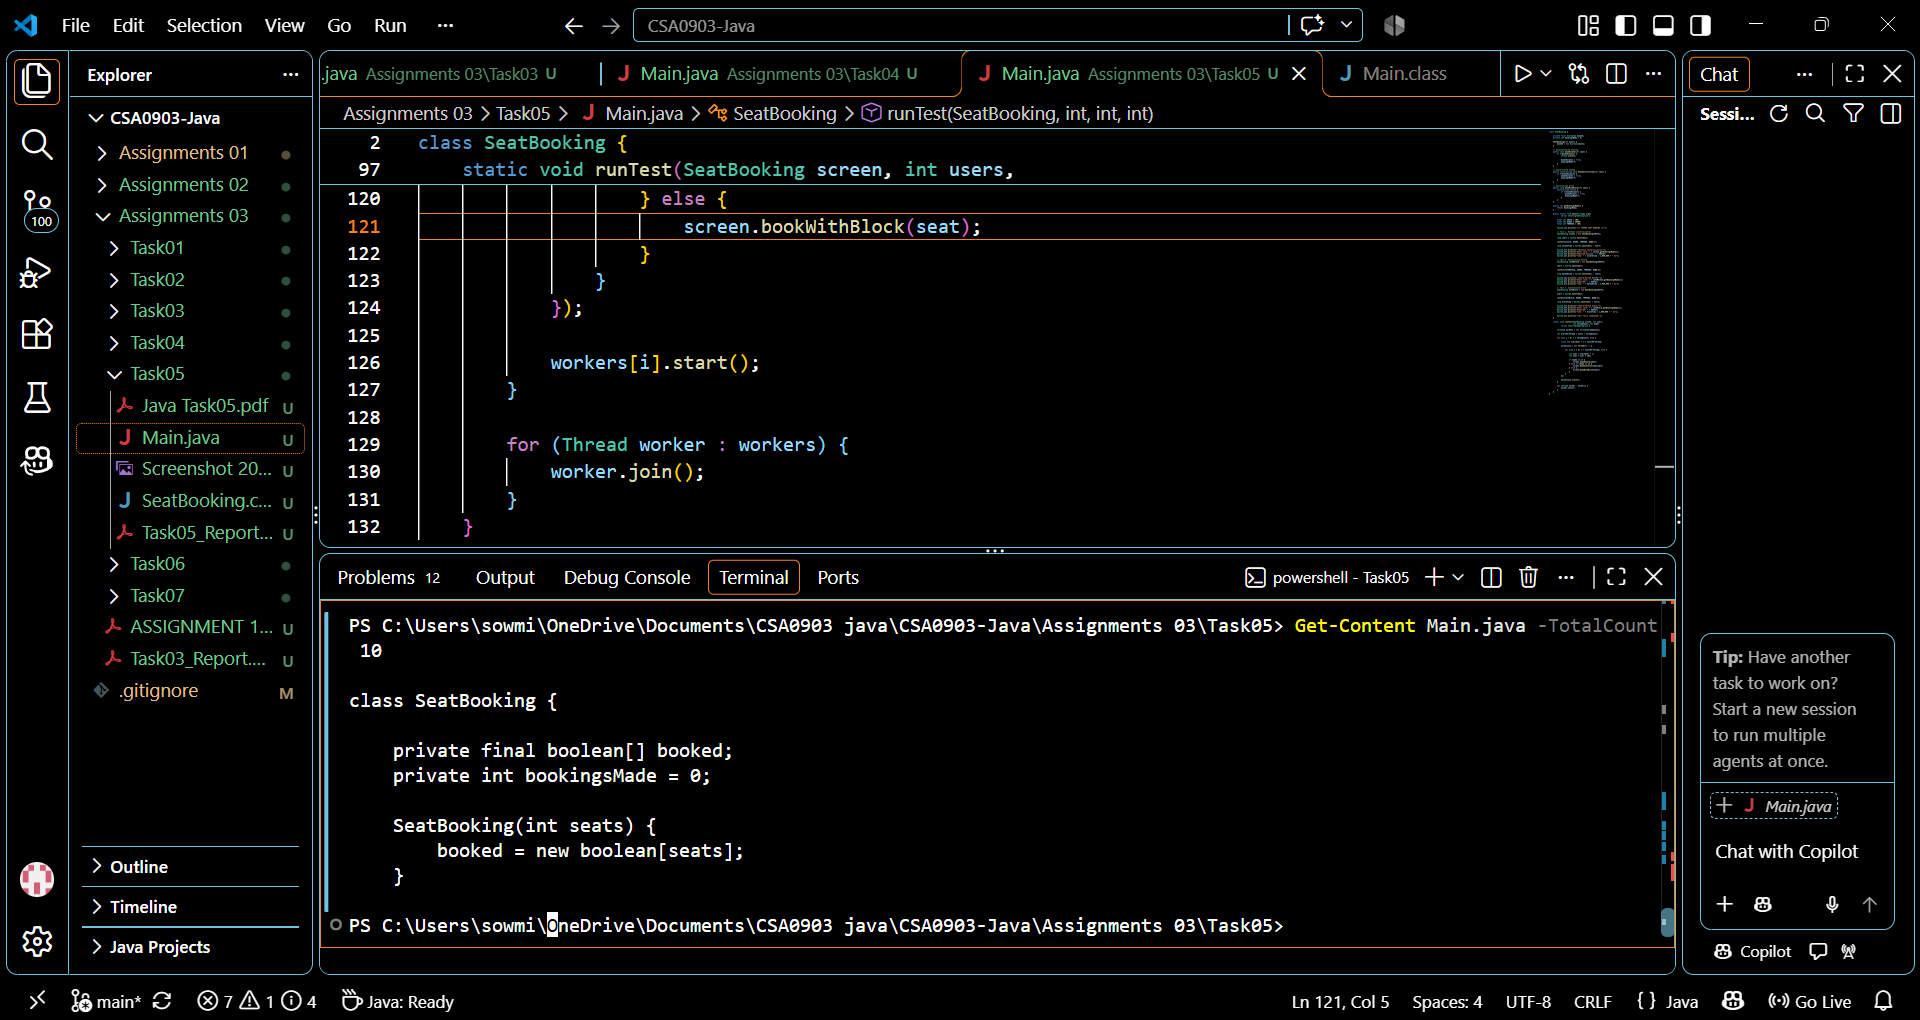 File Edit Selection View Go Run ...
CSA0903-Java
Explorer
CSA0903-Java
Assignments 01
Assignments 02
Assignments 03
Task01
Task02
Task03
Task04
Task05
Java Task05.pdf U
Main.java U
Screenshot 20... U
SeatBooking.c... U
Task05_Report... U
Task06
Task07
ASSIGNMENT 1... U
Task03_Report.... U
.gitignore M
Outline
Timeline
Java Projects
100
.java Assignments 03\Task03 U
Main.java Assignments 03\Task04 U
Main.java Assignments 03\Task05 U
Main.class
Assignments 03 > Task05 > Main.java > SeatBooking > runTest(SeatBooking, int, int, int)
2 class SeatBooking {
97 static void runTest(SeatBooking screen, int users,
120 } else {
121 screen.bookWithBlock(seat);
122 }
123 }
124 });
125
126 workers[i].start();
127 }
128
129 for (Thread worker : workers) {
130 worker.join();
131 }
132 }
Problems 12 Output Debug Console Terminal Ports
powershell - Task05
PS C:\Users\sowmi\OneDrive\Documents\CSA0903 java\CSA0903-Java\Assignments 03\Task05> Get-Content Main.java -TotalCount
10
class SeatBooking {
private final boolean[] booked;
private int bookingsMade = 0;
SeatBooking(int seats) {
booked = new boolean[seats];
}
PS C:\Users\sowmi\OneDrive\Documents\CSA0903 java\CSA0903-Java\Assignments 03\Task05>
Chat
Sessi...
Tip: Have another
task to work on?
Start a new session
to run multiple
agents at once.
Main.java
Chat with Copilot
Copilot
main* 7 1 4 Java: Ready
Ln 121, Col 5 Spaces: 4 UTF-8 CRLF {} Java Go Live